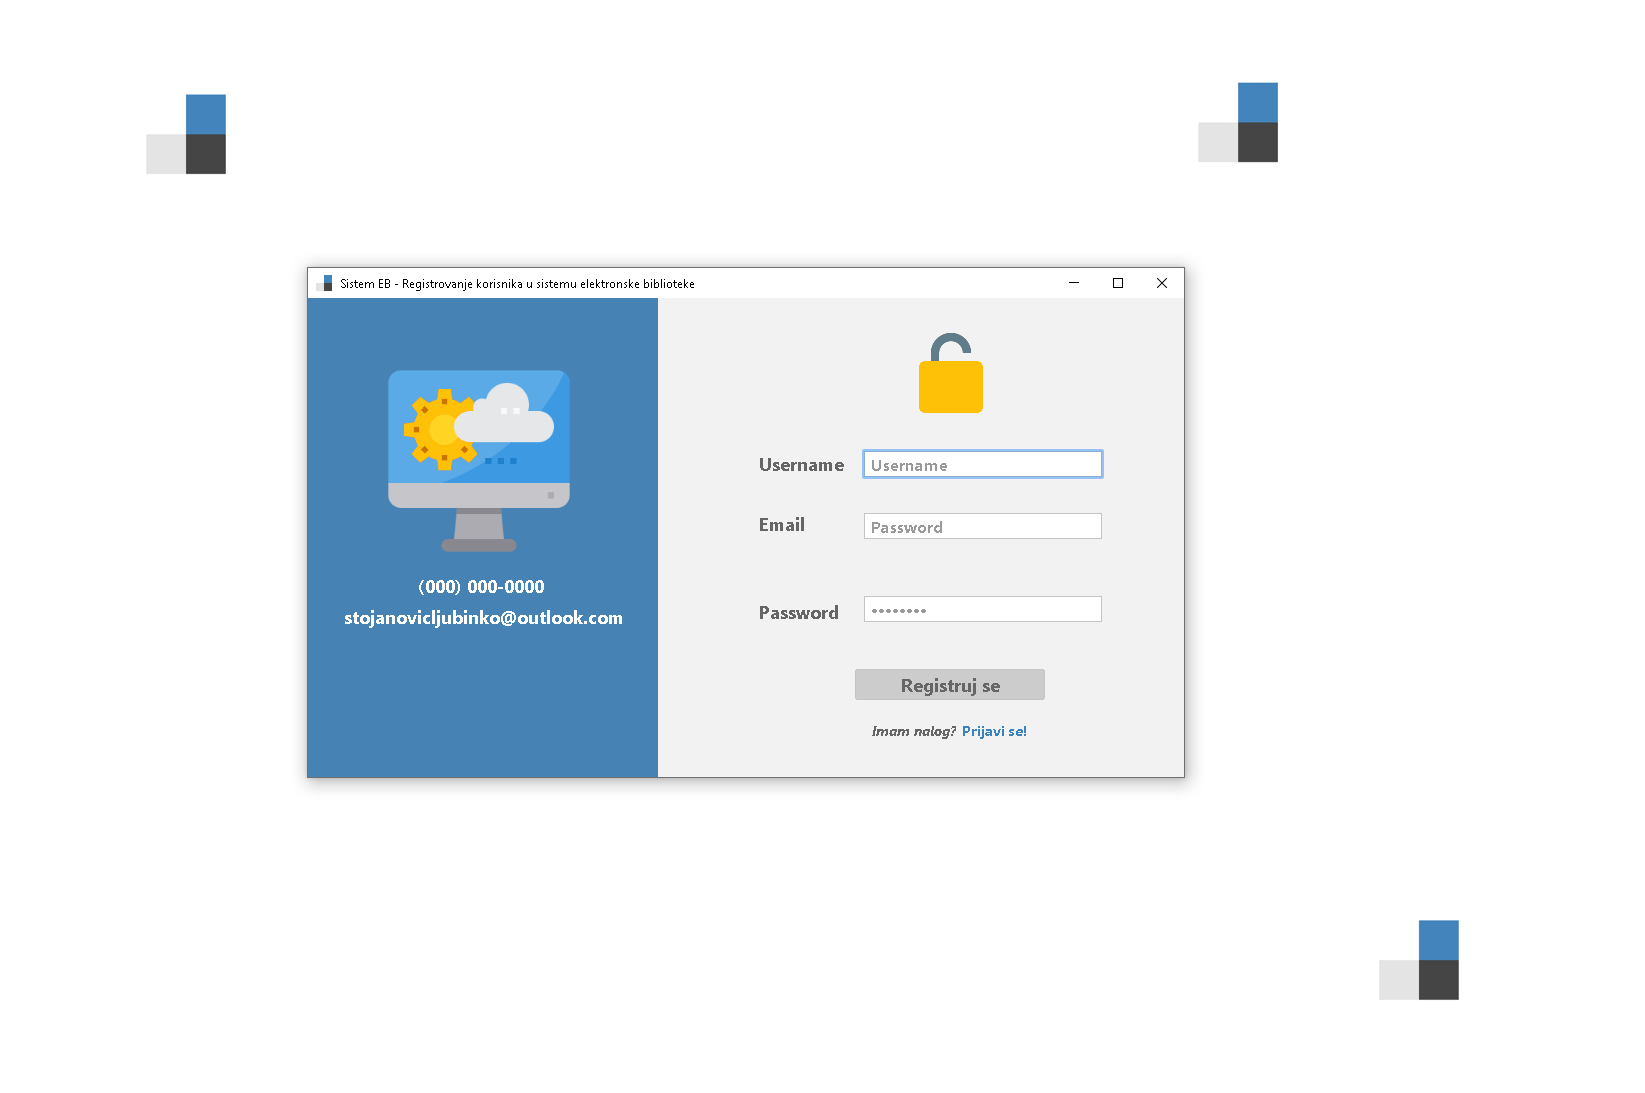 Sistem EB - Registrovanje korisnika u sistemu elektronske biblioteke
(000) 000-0000
stojanovicljubinko@outlook.com
Username Username
Email Password
Password ••••••••
Registruj se
Imam nalog? Prijavi se!